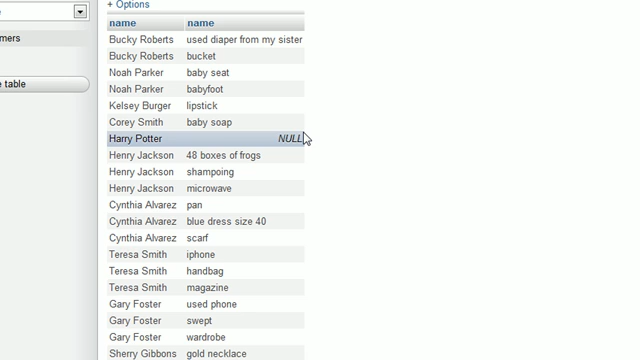 + Options
name name
Bucky Roberts used diaper from my sister
Bucky Roberts bucket
Noah Parker baby seat
Noah Parker babyfoot
Kelsey Burger lipstick
Corey Smith baby soap
Harry Potter NULL
Henry Jackson 48 boxes of frogs
Henry Jackson shampoing
Henry Jackson microwave
Cynthia Alvarez pan
Cynthia Alvarez blue dress size 40
Cynthia Alvarez scarf
Teresa Smith iphone
Teresa Smith handbag
Teresa Smith magazine
Gary Foster used phone
Gary Foster swept
Gary Foster wardrobe
Sherry Gibbons gold necklace
mers
e table